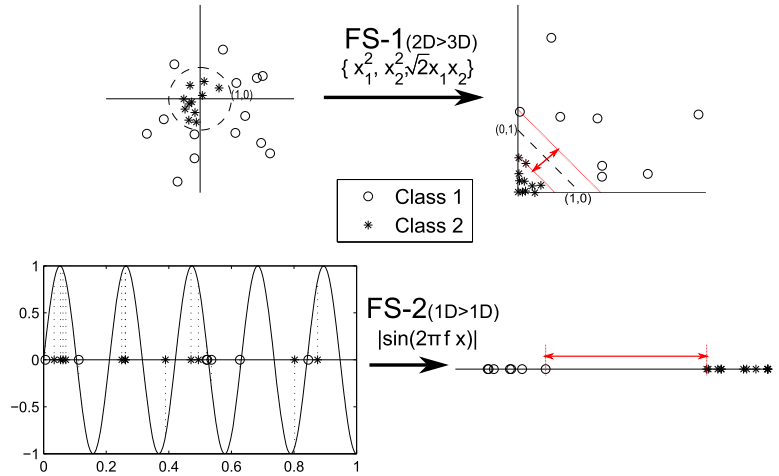 FS-1(2D>3D)
{ x₁², x₂²,√2x₁x₂}
(1,0)
(0,1)
(1,0)
Class 1
Class 2
1
0.5
0
−0.5
−1
0
0.2
0.4
0.6
0.8
1
FS-2(1D>1D)
|sin(2π f x)|